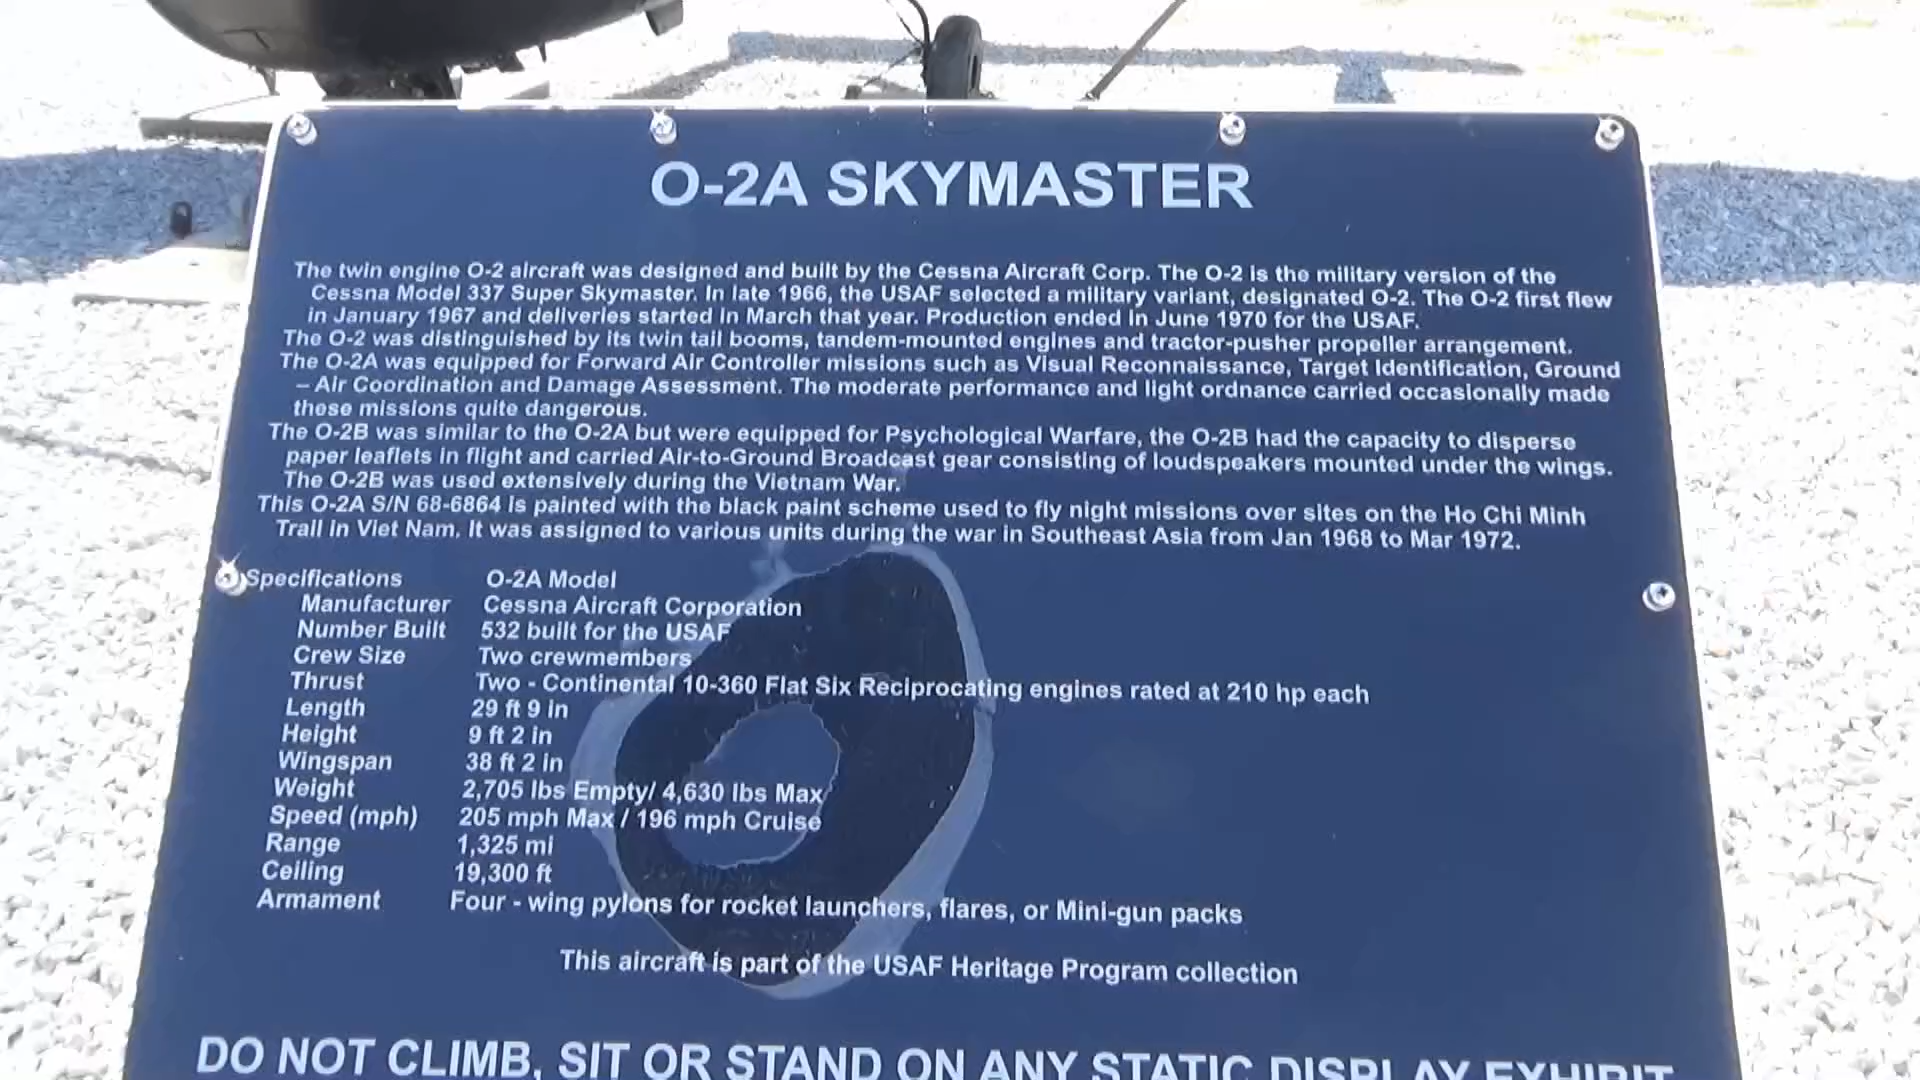 O-2A SKYMASTER
The twin engine O-2 aircraft was designed and built by the Cessna Aircraft Corp. The O-2 is the military version of the
Cessna Model 337 Super Skymaster. In late 1966, the USAF selected a military variant, designated O-2. The O-2 first flew
in January 1967 and deliveries started in March that year. Production ended in June 1970 for the USAF.
The O-2 was distinguished by its twin tail booms, tandem-mounted engines and tractor-pusher propeller arrangement.
The O-2A was equipped for Forward Air Controller missions such as Visual Reconnaissance, Target Identification, Ground
– Air Coordination and Damage Assessment. The moderate performance and light ordnance carried occasionally made
these missions quite dangerous.
The O-2B was similar to the O-2A but were equipped for Psychological Warfare, the O-2B had the capacity to disperse
paper leaflets in flight and carried Air-to-Ground Broadcast gear consisting of loudspeakers mounted under the wings.
The O-2B was used extensively during the Vietnam War.
This O-2A S/N 68-6864 is painted with the black paint scheme used to fly night missions over sites on the Ho Chi Minh
Trail in Viet Nam. It was assigned to various units during the war in Southeast Asia from Jan 1968 to Mar 1972.
Specifications O-2A Model
Manufacturer Cessna Aircraft Corporation
Number Built 532 built for the USAF
Crew Size Two crewmembers
Thrust Two - Continental 10-360 Flat Six Reciprocating engines rated at 210 hp each
Length 29 ft 9 in
Height 9 ft 2 in
Wingspan 38 ft 2 in
Weight 2,705 lbs Empty/ 4,630 lbs Max
Speed (mph) 205 mph Max / 196 mph Cruise
Range 1,325 mi
Ceiling 19,300 ft
Armament Four - wing pylons for rocket launchers, flares, or Mini-gun packs
This aircraft is part of the USAF Heritage Program collection
DO NOT CLIMB, SIT OR STAND ON ANY STATIC DISPLAY EXHIBIT